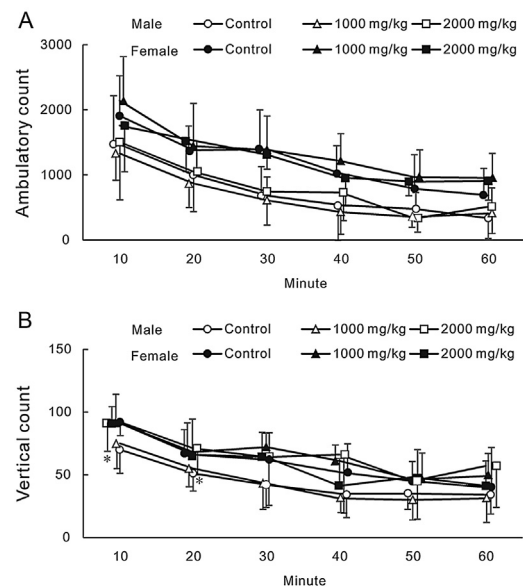 A
Male Control 1000 mg/kg 2000 mg/kg
Female Control 1000 mg/kg 2000 mg/kg
Ambulatory count
3000
2000
1000
0
10 20 30 40 50 60
Minute
B
Male Control 1000 mg/kg 2000 mg/kg
Female Control 1000 mg/kg 2000 mg/kg
Vertical count
150
100
50
0
* *
10 20 30 40 50 60
Minute